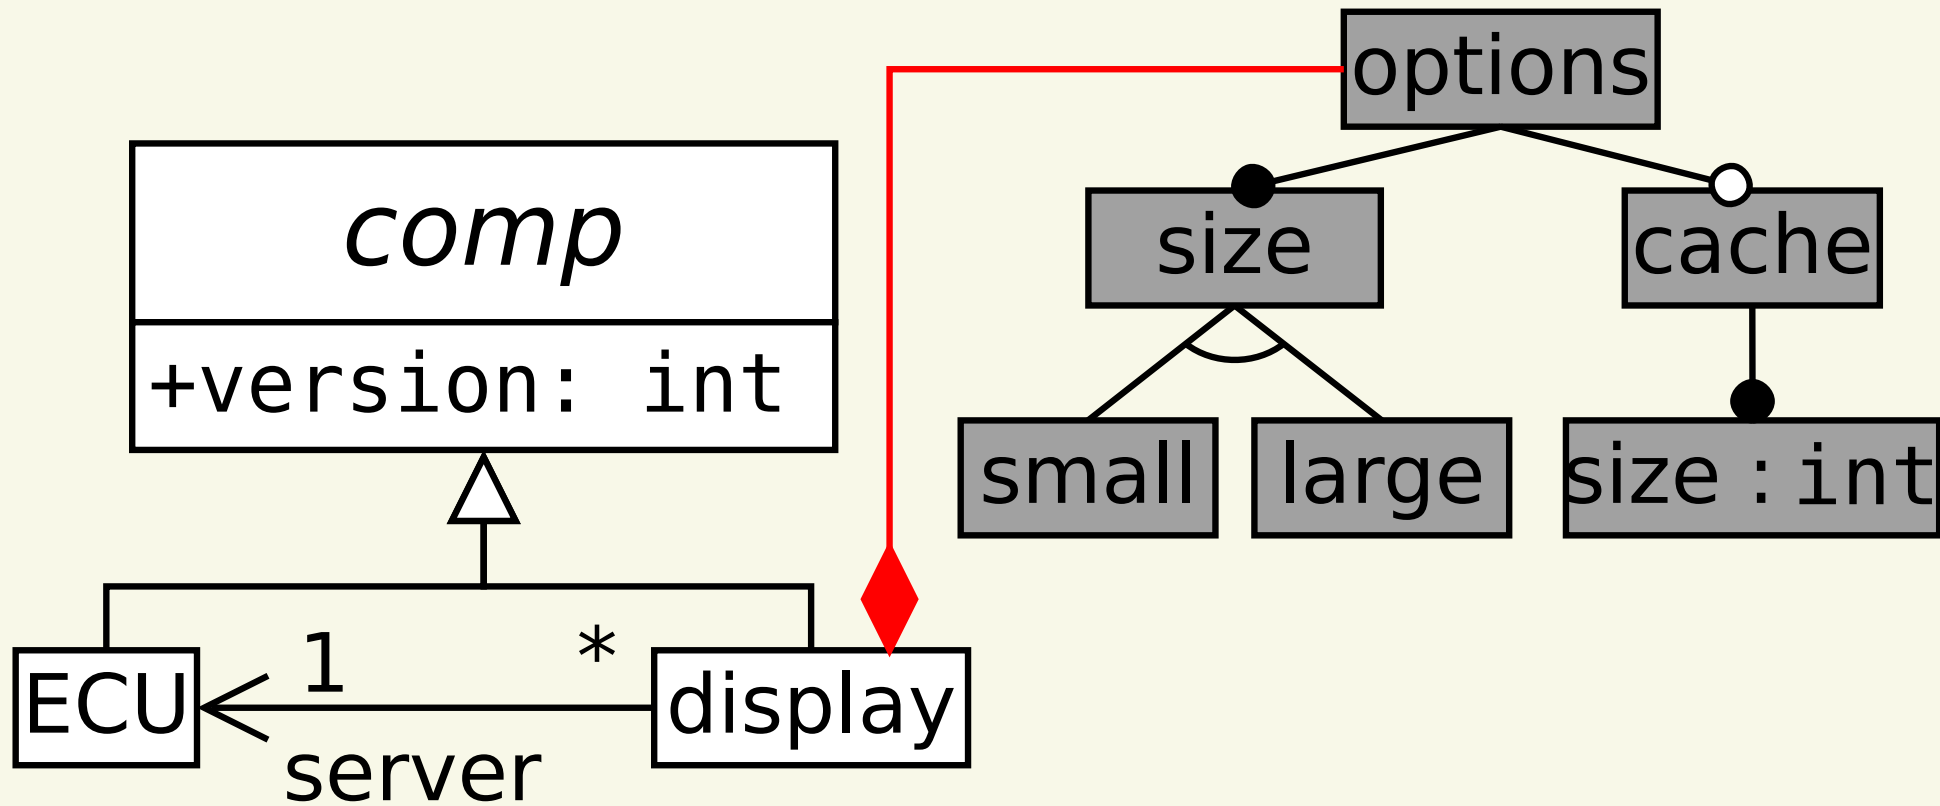 options
comp
size
cache
+version: int
small
large
size : int
1
*
ECU
display
server